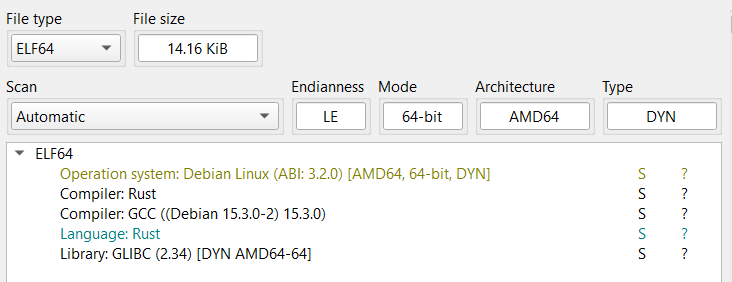 File type File size
ELF64 14.16 KiB
Scan Endianness Mode Architecture Type
Automatic LE 64-bit AMD64 DYN
ELF64
Operation system: Debian Linux (ABI: 3.2.0) [AMD64, 64-bit, DYN] S ?
Compiler: Rust S ?
Compiler: GCC ((Debian 15.3.0-2) 15.3.0) S ?
Language: Rust S ?
Library: GLIBC (2.34) [DYN AMD64-64] S ?